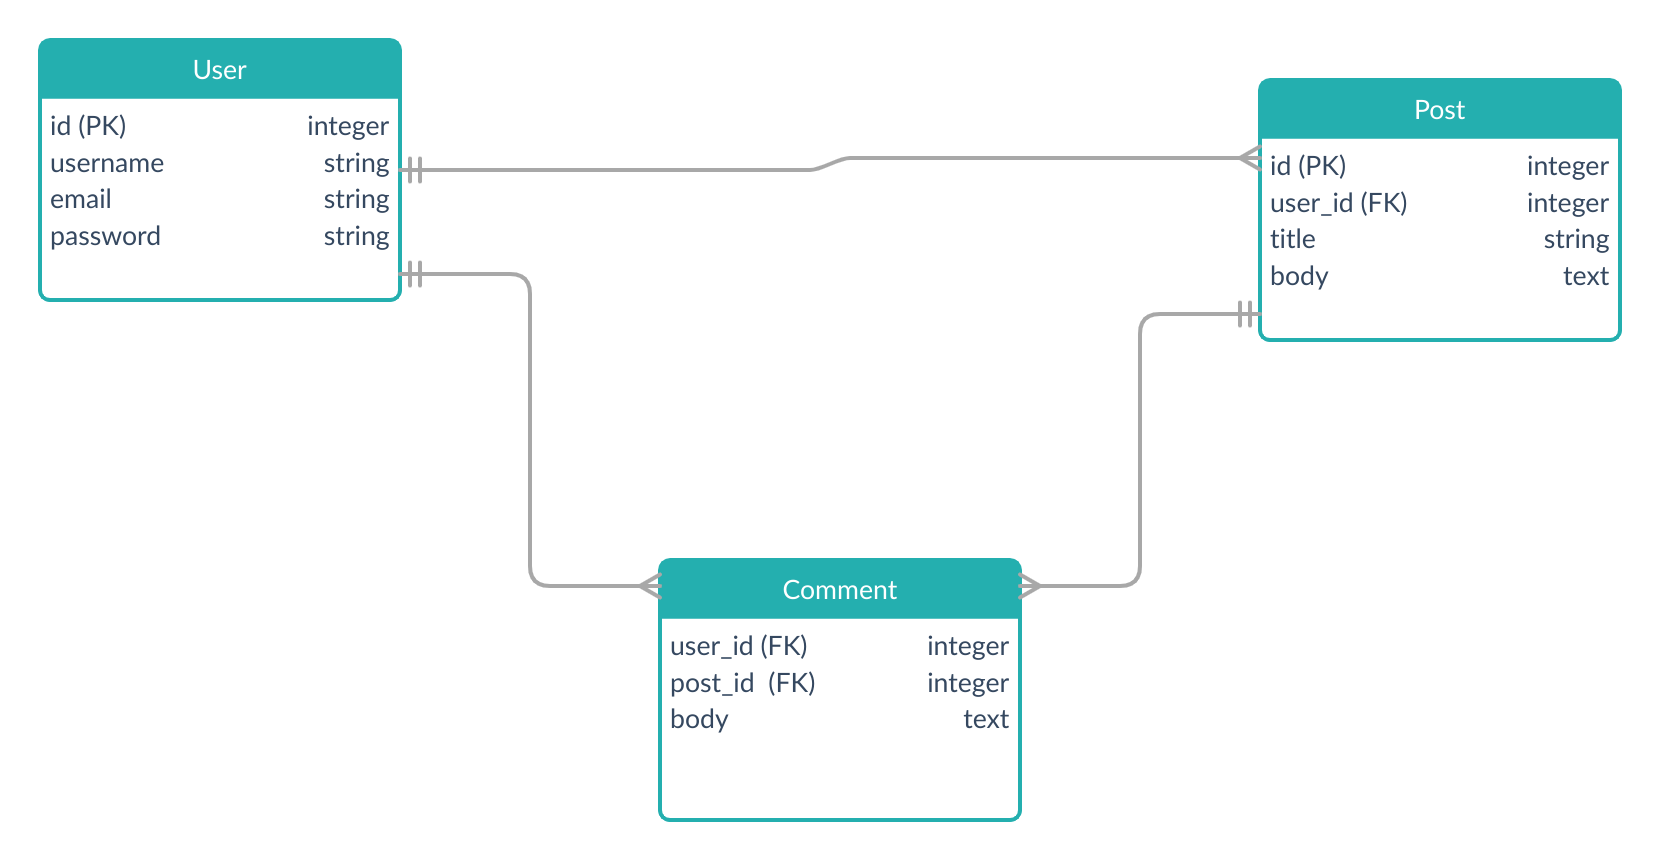 User
id (PK) integer
username string
email string
password string
Post
id (PK) integer
user_id (FK) integer
title string
body text
Comment
user_id (FK) integer
post_id (FK) integer
body text